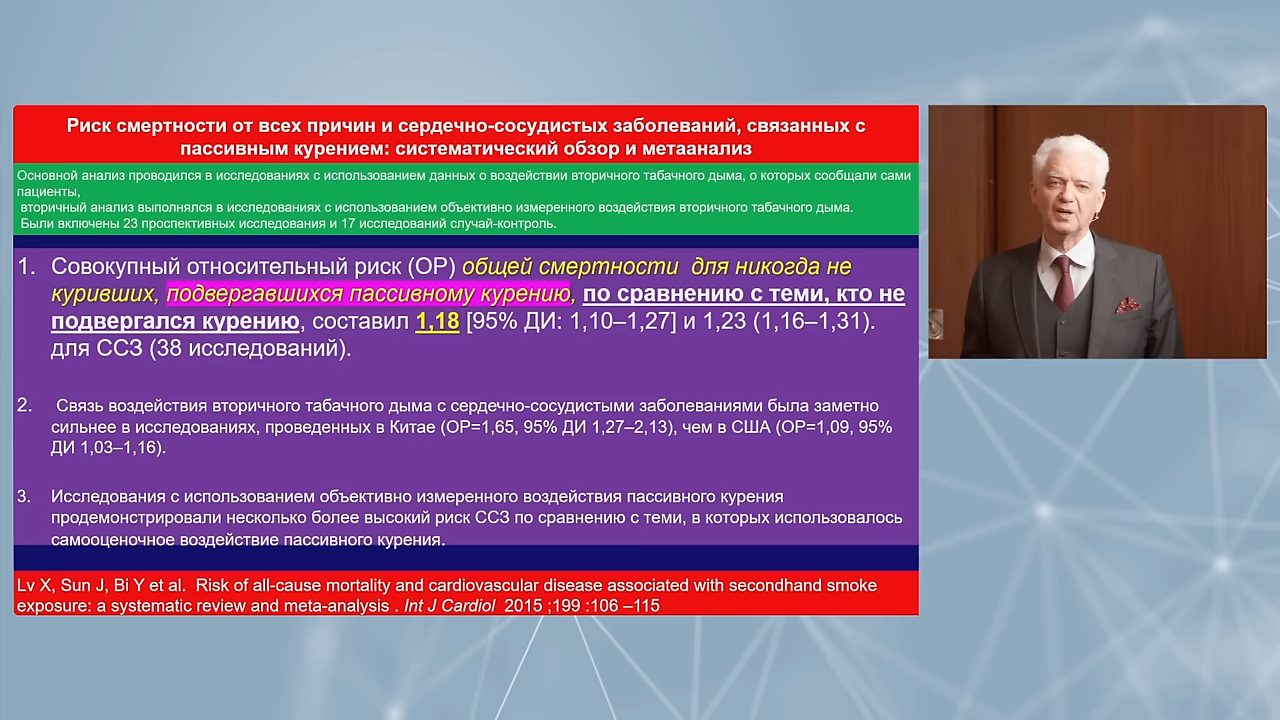 Риск смертности от всех причин и сердечно-сосудистых заболеваний, связанных с
пассивным курением: систематический обзор и метаанализ
Основной анализ проводился в исследованиях с использованием данных о воздействии вторичного табачного дыма, о которых сообщали сами
пациенты,
вторичный анализ выполнялся в исследованиях с использованием объективно измеренного воздействия вторичного табачного дыма.
Были включены 23 проспективных исследования и 17 исследований случай-контроль.
1. Совокупный относительный риск (ОР) общей смертности для никогда не
куривших, подвергавшихся пассивному курению, по сравнению с теми, кто не
подвергался курению, составил 1,18 [95% ДИ: 1,10–1,27] и 1,23 (1,16–1,31).
для ССЗ (38 исследований).
2. Связь воздействия вторичного табачного дыма с сердечно-сосудистыми заболеваниями была заметно
сильнее в исследованиях, проведенных в Китае (ОР=1,65, 95% ДИ 1,27–2,13), чем в США (ОР=1,09, 95%
ДИ 1,03–1,16).
3. Исследования с использованием объективно измеренного воздействия пассивного курения
продемонстрировали несколько более высокий риск ССЗ по сравнению с теми, в которых использовалось
самооценочное воздействие пассивного курения.
Lv X, Sun J, Bi Y et al. Risk of all-cause mortality and cardiovascular disease associated with secondhand smoke
exposure: a systematic review and meta-analysis . Int J Cardiol 2015 ;199 :106 –115